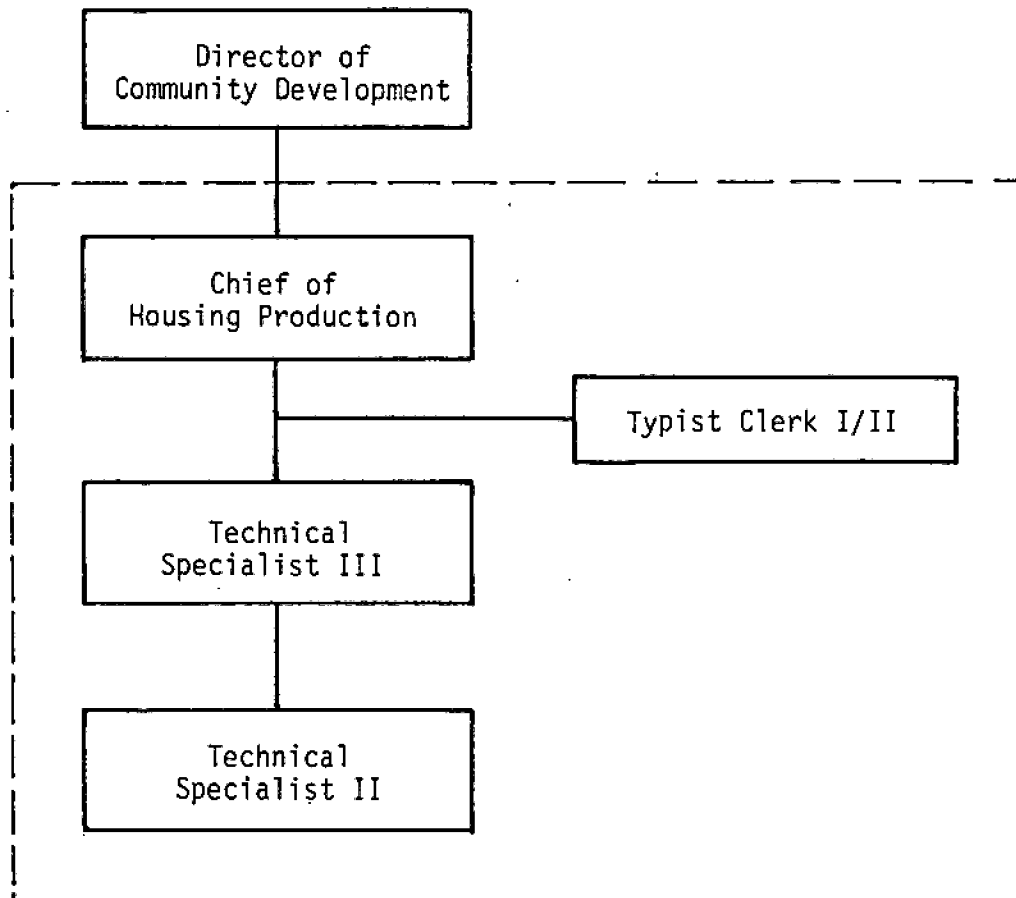 Director of
Community Development
Chief of
Housing Production
Typist Clerk I/II
Technical
Specialist III
Technical
Specialist II